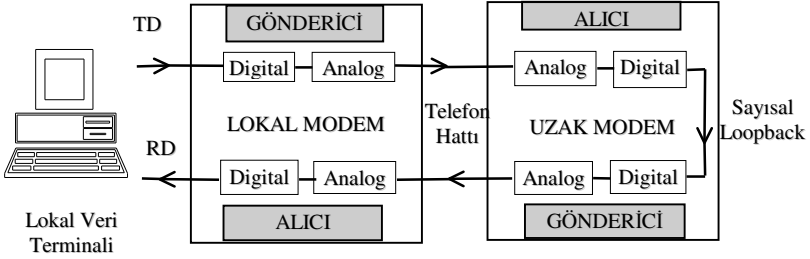 TD
GÖNDERİCİ
ALICI
Digital
Analog
Analog
Digital
LOKAL MODEM
Telefon
Hattı
UZAK MODEM
Sayısal
Loopback
RD
Digital
Analog
Analog
Digital
ALICI
GÖNDERİCİ
Lokal Veri
Terminali